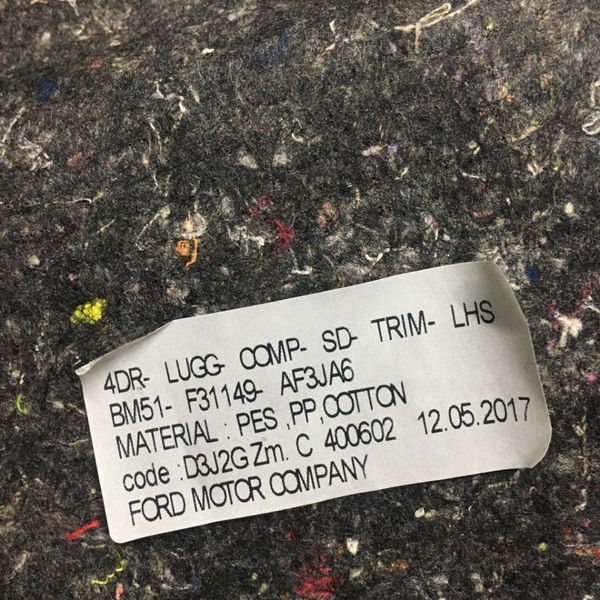 4DR- LUGG- COMP- SD- TRIM- LHS
BM51- F31149- AF3JA6
MATERIAL : PES ,PP,COTTON
code :D3J2G Zm. C 400602 12.05.2017
FORD MOTOR COMPANY